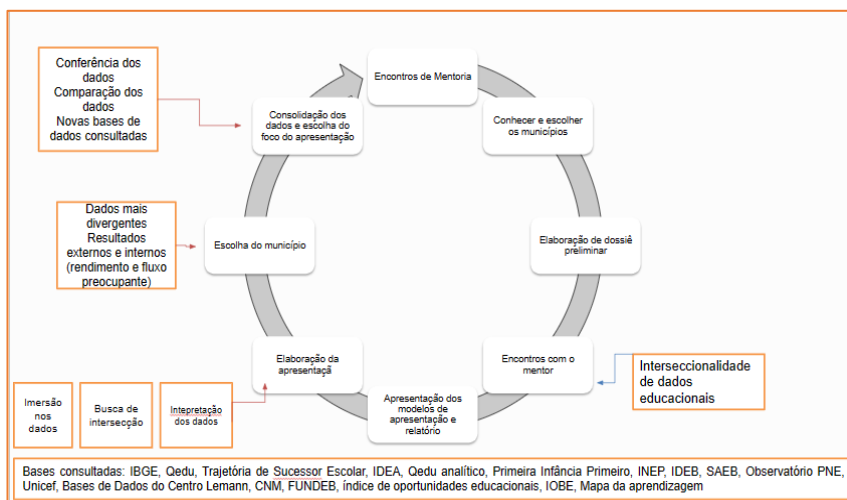 Encontros de Mentoria
Conhecer e escolher
os municípios
Elaboração de dossiê
preliminar
Encontros com o
mentor
Interseccionalidade
de dados
educacionais
Apresentação dos
modelos de
apresentação e
relatório
Elaboração da
apresentaçã
Imersão
nos
dados
Busca de
intersecção
Intepretação
dos dados
Escolha do município
Dados mais
divergentes
Resultados
externos e internos
(rendimento e fluxo
preocupante)
Consolidação dos
dados e escolha do
foco do apresentação
Conferência dos
dados
Comparação dos
dados
Novas bases de
dados consultadas
Bases consultadas: IBGE, Qedu, Trajetória de Sucessor Escolar, IDEA, Qedu analítico, Primeira Infância Primeiro, INEP, IDEB, SAEB, Observatório PNE,
Unicef, Bases de Dados do Centro Lemann, CNM, FUNDEB, índice de oportunidades educacionais, IOBE, Mapa da aprendizagem